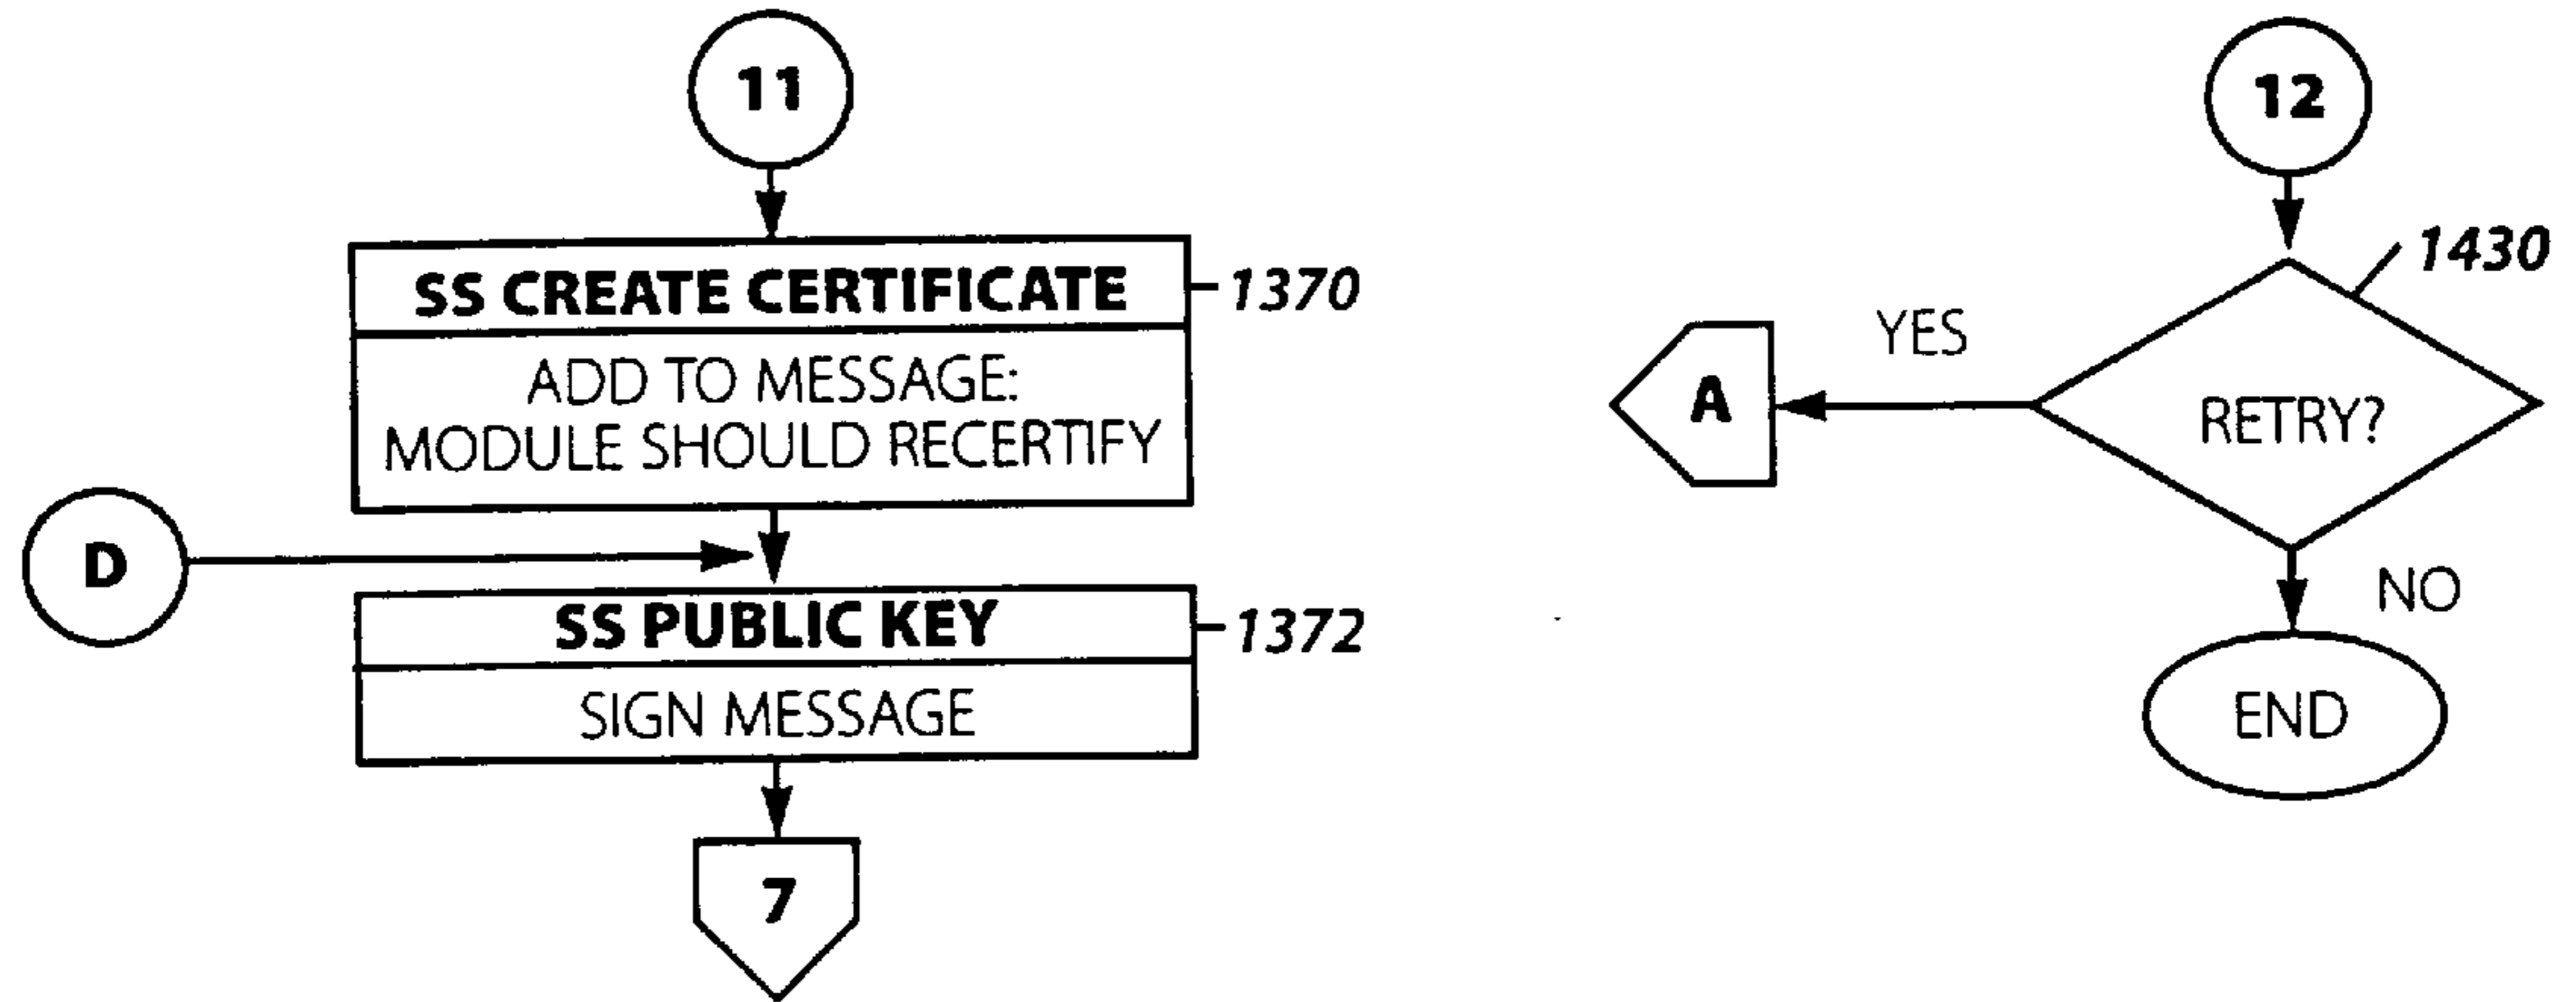 11
SS CREATE CERTIFICATE
1370
ADD TO MESSAGE:
MODULE SHOULD RECERTIFY
D
SS PUBLIC KEY
1372
SIGN MESSAGE
7
12
1430
YES
A
RETRY?
NO
END